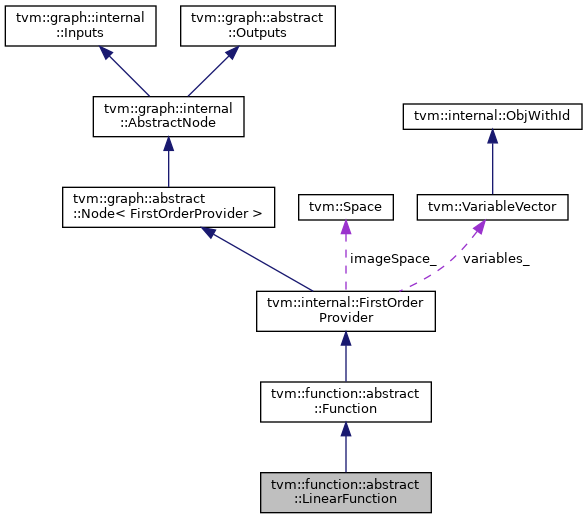 tvm::graph::internal
::Inputs
tvm::graph::abstract
::Outputs
tvm::graph::internal
::AbstractNode
tvm::internal::ObjWithId
tvm::graph::abstract
::Node< FirstOrderProvider >
tvm::Space
tvm::VariableVector
imageSpace_
variables_
tvm::internal::FirstOrder
Provider
tvm::function::abstract
::Function
tvm::function::abstract
::LinearFunction